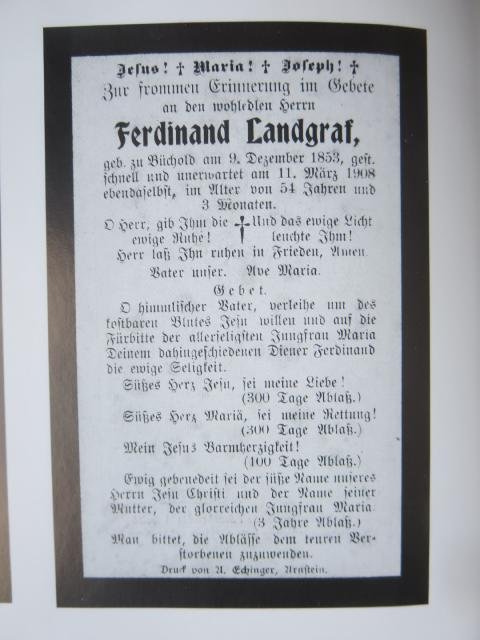 Jesus! ✝ Maria! ✝ Joseph! ✝
Zur frommen Erinnerung im Gebete
an den wohledlen Herrn
Ferdinand Landgraf,
geb. zu Büchold am 9. Dezember 1853, gest.
schnell und unerwartet am 11. März 1908
ebendaselbst, im Alter von 54 Jahren und
3 Monaten.
O Herr, gib Ihm die ✝ Und das ewige Licht
ewige Ruhe! leuchte Ihm!
Herr laß Ihn ruhen in Frieden, Amen.
Vater unser. Ave Maria.
Gebet.
O himmlischer Vater, verleihe um des
kostbaren Blutes Jesu willen und auf die
Fürbitte der allerseligsten Jungfrau Maria
Deinem dahingeschiedenen Diener Ferdinand
die ewige Seligkeit.
Süßes Herz Jesu, sei meine Liebe!
(300 Tage Ablaß.)
Süßes Herz Mariä, sei meine Rettung!
(300 Tage Ablaß.)
Mein Jesus Barmherzigkeit!
(100 Tage Ablaß.)
Ewig gebenedeit sei der süße Name unseres
Herrn Jesu Christi und der Name seiner
Mutter, der glorreichen Jungfrau Maria.
(3 Jahre Ablaß.)
Man bittet, die Ablässe dem teuren Ver-
storbenen zuzuwenden.
Druck von A. Echinger, Arnstein.